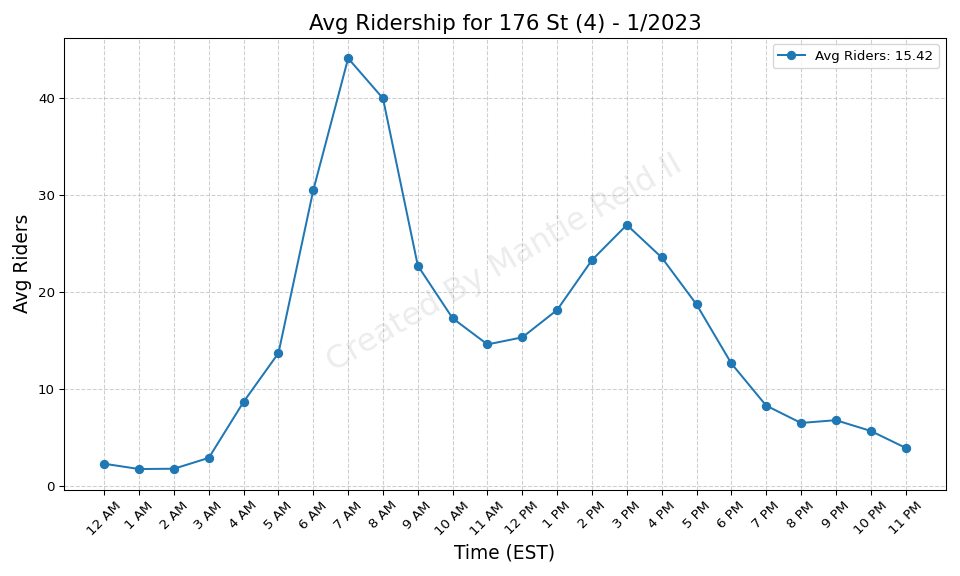 Avg Ridership for 176 St (4) - 1/2023
Avg Riders: 15.42
Created By Mantie Reid II
Avg Riders
40
30
20
10
0
12 AM
1 AM
2 AM
3 AM
4 AM
5 AM
6 AM
7 AM
8 AM
9 AM
10 AM
11 AM
12 PM
1 PM
2 PM
3 PM
4 PM
5 PM
6 PM
7 PM
8 PM
9 PM
10 PM
11 PM
Time (EST)